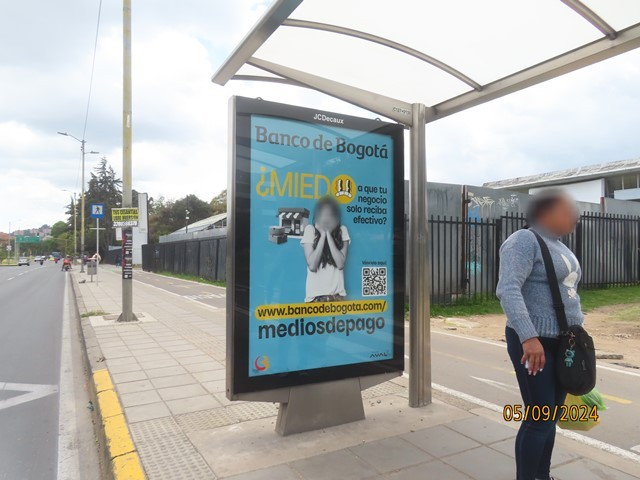 JCDecaux
Banco de Bogotá
¿MIEDO
a que tu
negocio
solo reciba
efectivo?
www.bancodebogota.com/
mediosdepago
AVAL
05/09/2024